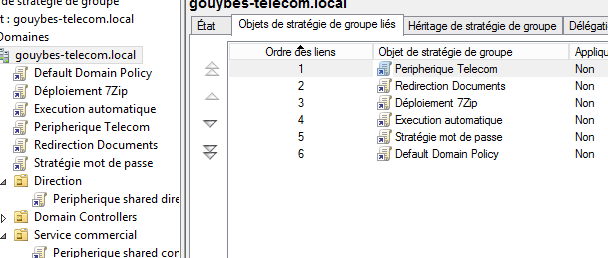 de stratégie de groupe
t : gouybes-telecom.local
Domaines
gouybes-telecom.local
Default Domain Policy
Déploiement 7Zip
Execution automatique
Peripherique Telecom
Redirection Documents
Stratégie mot de passe
Direction
Peripherique shared dire
Domain Controllers
Service commercial
Peripherique shared con
gouybes-telecom.local
État Objets de stratégie de groupe liés Héritage de stratégie de groupe Délégati
Ordre des liens Objet de stratégie de groupe Appliqu
1 Peripherique Telecom Non
2 Redirection Documents Non
3 Déploiement 7Zip Non
4 Execution automatique Non
5 Stratégie mot de passe Non
6 Default Domain Policy Non